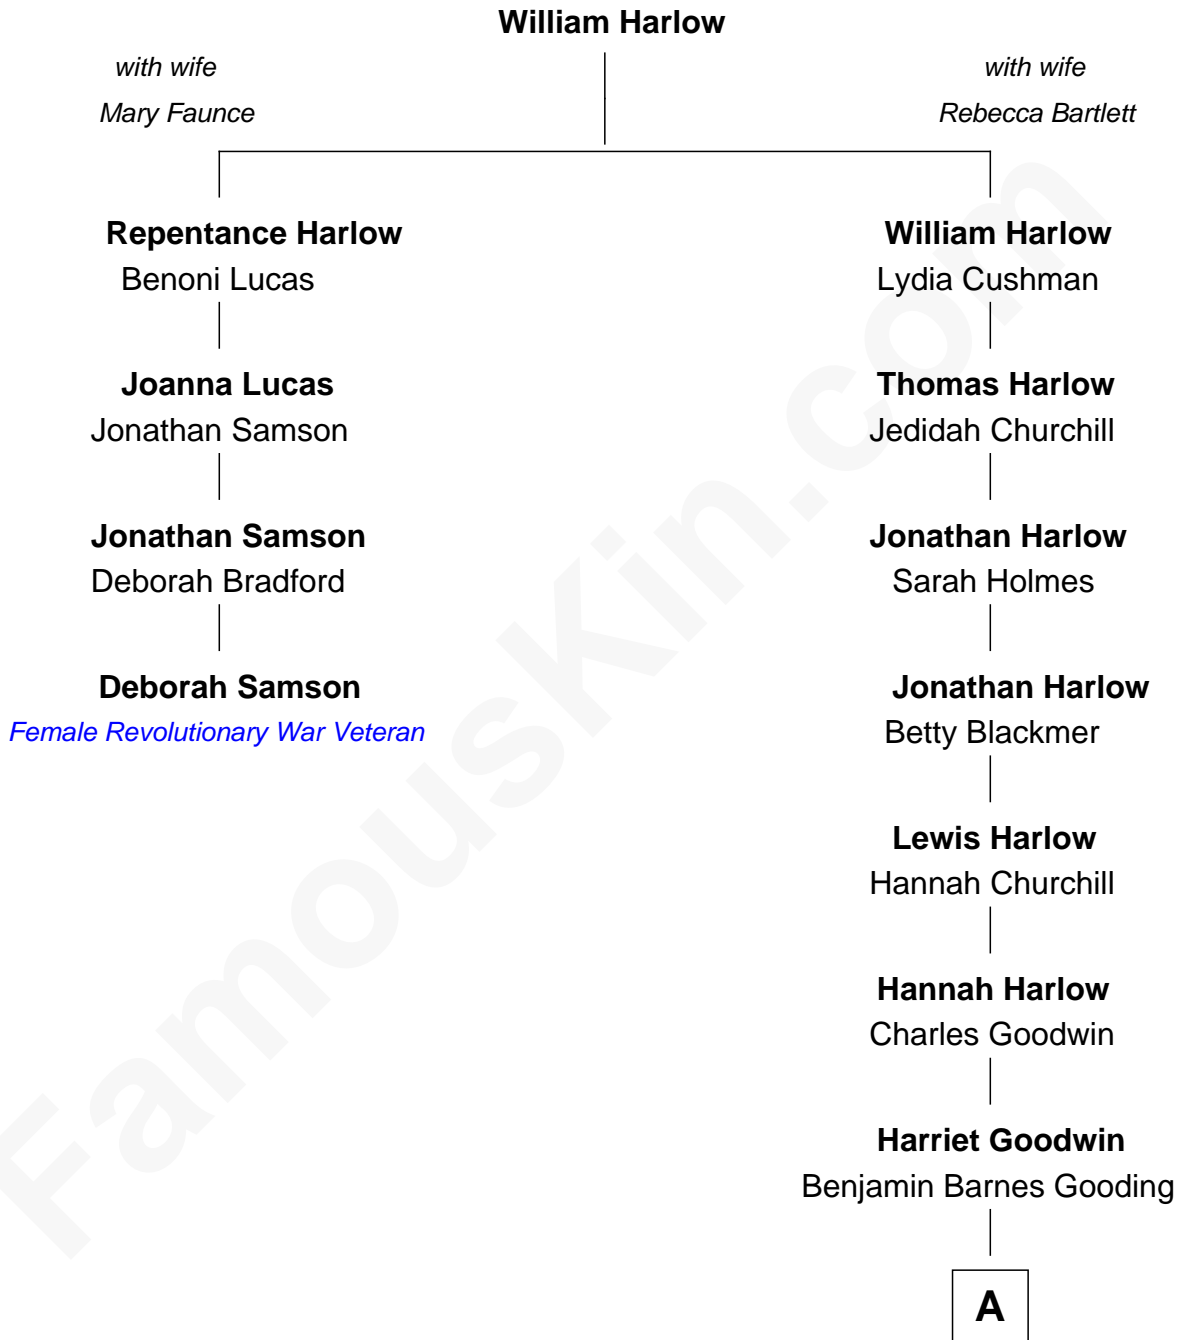 William Harlow
with wife
Mary Faunce
with wife
Rebecca Bartlett
Repentance Harlow
Benoni Lucas
Joanna Lucas
Jonathan Samson
Jonathan Samson
Deborah Bradford
Deborah Samson
Female Revolutionary War Veteran
William Harlow
Lydia Cushman
Thomas Harlow
Jedidah Churchill
Jonathan Harlow
Sarah Holmes
Jonathan Harlow
Betty Blackmer
Lewis Harlow
Hannah Churchill
Hannah Harlow
Charles Goodwin
Harriet Goodwin
Benjamin Barnes Gooding
A
FamousKin.com